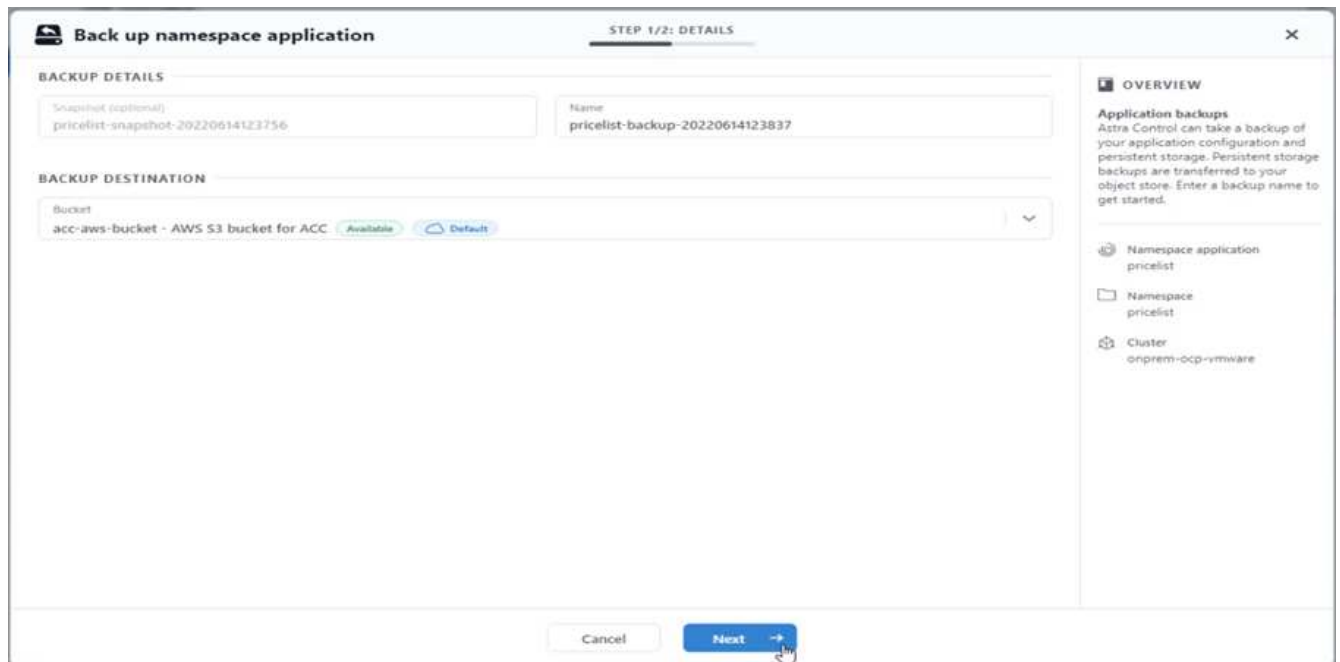 Back up namespace application
STEP 1/2: DETAILS
BACKUP DETAILS
Snapshot (optional)
pricelist-snapshot-20220614123756
Name
pricelist-backup-20220614123837
BACKUP DESTINATION
Bucket
acc-aws-bucket - AWS S3 bucket for ACC Available Default
OVERVIEW
Application backups
Astra Control can take a backup of
your application configuration and
persistent storage. Persistent storage
backups are transferred to your
object store. Enter a backup name to
get started.
Namespace application
pricelist
Namespace
pricelist
Cluster
onprem-ocp-vmware
Cancel
Next